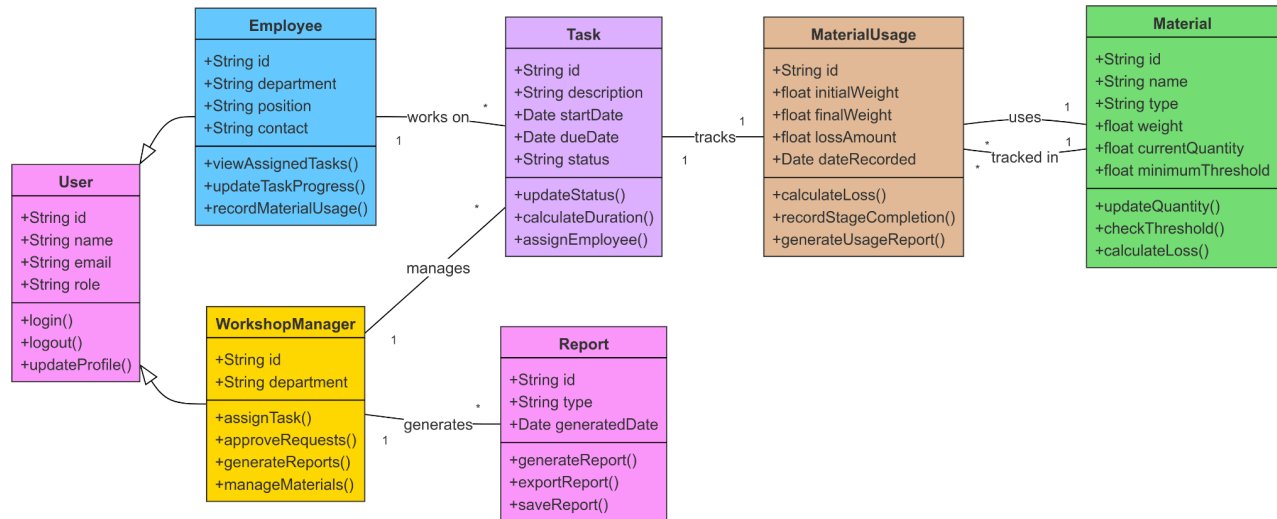 Employee
+String id
+String department
+String position
+String contact
+viewAssignedTasks()
+updateTaskProgress()
+recordMaterialUsage()
works on
1
*
Task
+String id
+String description
+Date startDate
+Date dueDate
+String status
+updateStatus()
+calculateDuration()
+assignEmployee()
tracks
1
1
MaterialUsage
+String id
+float initialWeight
+float finalWeight
+float lossAmount
+Date dateRecorded
+calculateLoss()
+recordStageCompletion()
+generateUsageReport()
uses
*
1
tracked in
*
1
Material
+String id
+String name
+String type
+float weight
+float currentQuantity
+float minimumThreshold
+updateQuantity()
+checkThreshold()
+calculateLoss()
User
+String id
+String name
+String email
+String role
+login()
+logout()
+updateProfile()
manages
1
*
WorkshopManager
+String id
+String department
+assignTask()
+approveRequests()
+generateReports()
+manageMaterials()
generates
1
*
Report
+String id
+String type
+Date generatedDate
+generateReport()
+exportReport()
+saveReport()